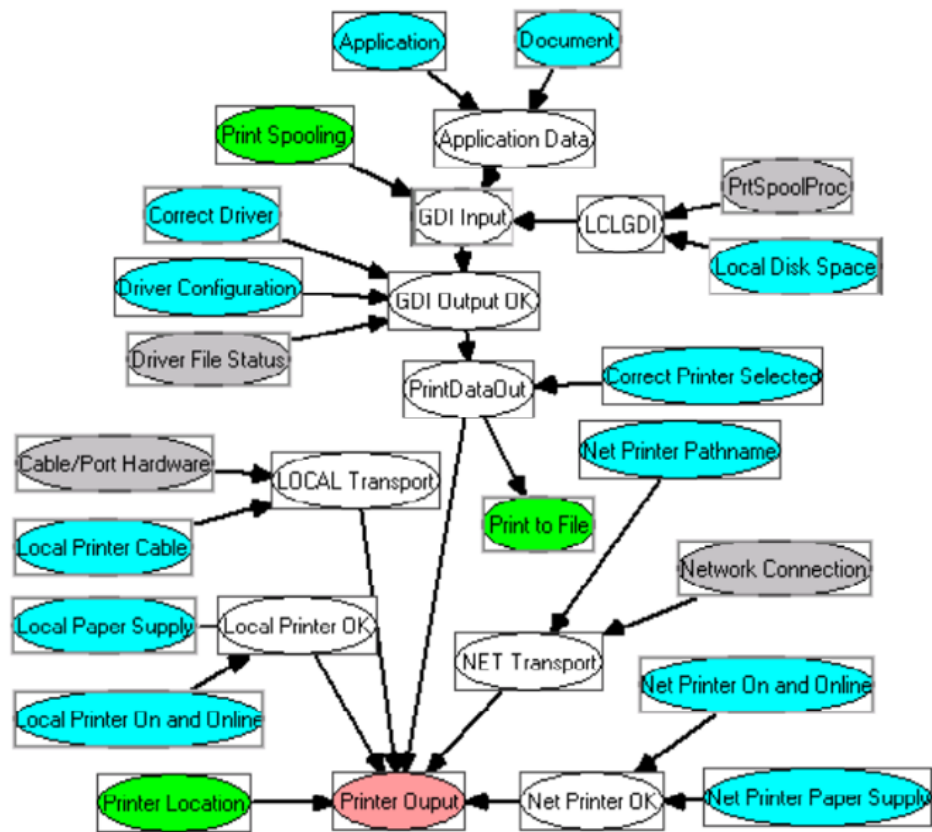 Application
Document
Print Spooling
Application Data
PrtSpoolProc
Correct Driver
GDI Input
LCLGDI
Local Disk Space
Driver Configuration
GDI Output OK
Driver File Status
PrintDataOut
Correct Printer Selected
Cable/Port Hardware
LOCAL Transport
Net Printer Pathname
Print to File
Local Printer Cable
Network Connection
Local Paper Supply
Local Printer OK
NET Transport
Net Printer On and Online
Local Printer On and Online
Printer Location
Printer Ouput
Net Printer OK
Net Printer Paper Supply